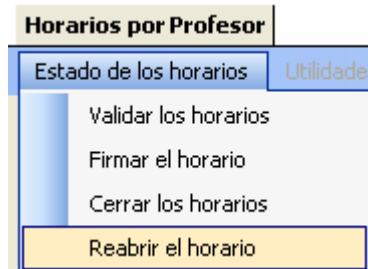 Horarios por Profesor
Estado de los horarios Utilidade
Validar los horarios
Firmar el horario
Cerrar los horarios
Reabrir el horario